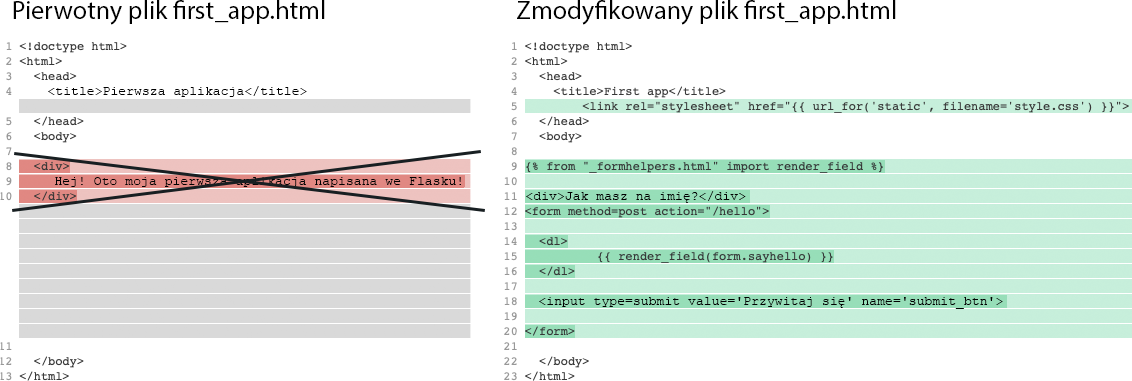 Pierwotny plik first_app.html
1 <!doctype html>
2 <html>
3 <head>
4 <title>Pierwsza aplikacja</title>
5 </head>
6 <body>
7
8 <div>
9 Hej! Oto moja pierwsza aplikacja napisana we Flasku!
10 </div>
11
12 </body>
13 </html>
Zmodyfikowany plik first_app.html
1 <!doctype html>
2 <html>
3 <head>
4 <title>First app</title>
5 <link rel="stylesheet" href="{{ url_for('static', filename='style.css') }}">
6 </head>
7 <body>
8
9 {% from "_formhelpers.html" import render_field %}
10
11 <div>Jak masz na imię?</div>
12 <form method=post action="/hello">
13
14 <dl>
15 {{ render_field(form.sayhello) }}
16 </dl>
17
18 <input type=submit value='Przywitaj się' name='submit_btn'>
19
20 </form>
21
22 </body>
23 </html>